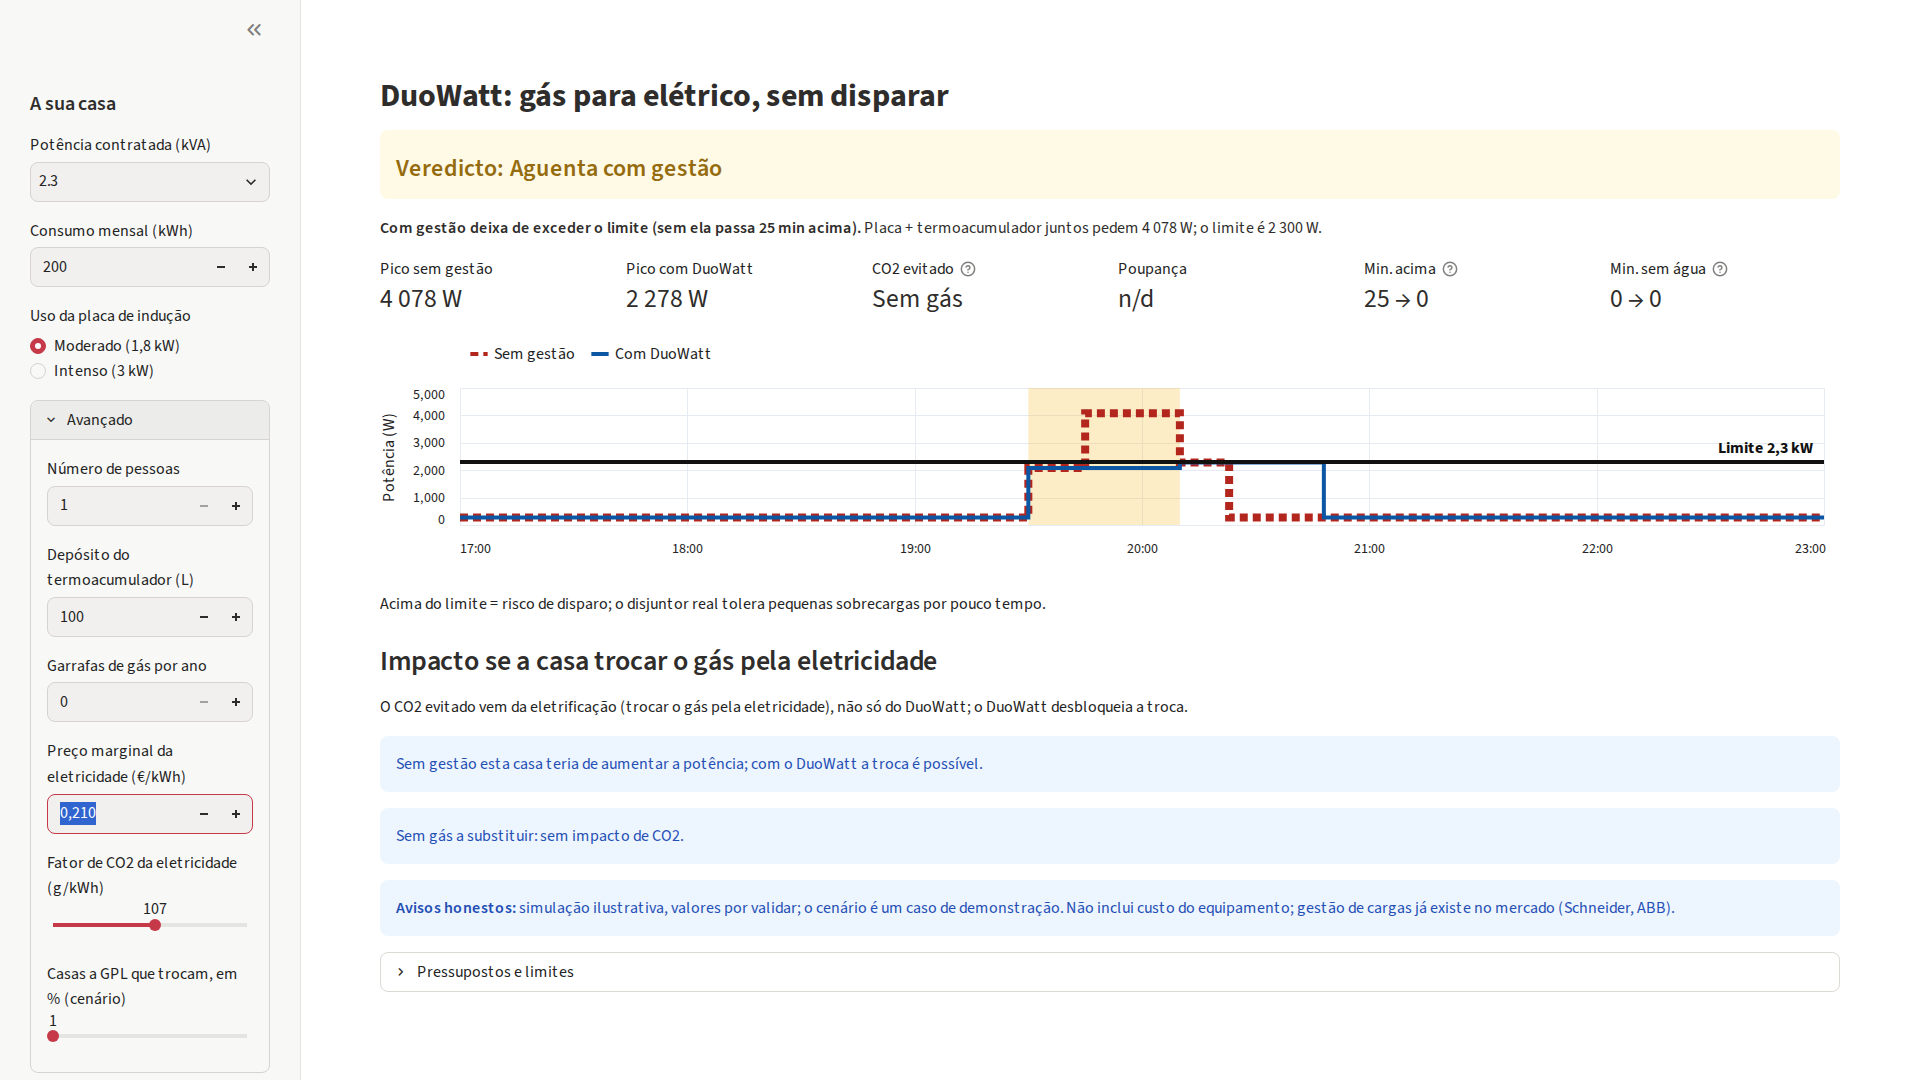 A sua casa
Potência contratada (kVA)
2.3
Consumo mensal (kWh)
200
Uso da placa de indução
Moderado (1,8 kW)
Intenso (3 kW)
Avançado
Número de pessoas
1
Depósito do
termoacumulador (L)
100
Garrafas de gás por ano
0
Preço marginal da
eletricidade (€/kWh)
0,210
Fator de CO2 da eletricidade
(g/kWh)
107
Casas a GPL que trocam, em
% (cenário)
1
DuoWatt: gás para elétrico, sem disparar
Veredicto: Aguenta com gestão
Com gestão deixa de exceder o limite (sem ela passa 25 min acima). Placa + termoacumulador juntos pedem 4 078 W; o limite é 2 300 W.
Pico sem gestão
4 078 W
Pico com DuoWatt
2 278 W
CO2 evitado
Sem gás
Poupança
n/d
Min. acima
25 → 0
Min. sem água
0 → 0
Sem gestão
Com DuoWatt
Potência (W)
5,000
4,000
3,000
2,000
1,000
0
Limite 2,3 kW
17:00 18:00 19:00 20:00 21:00 22:00 23:00
Acima do limite = risco de disparo; o disjuntor real tolera pequenas sobrecargas por pouco tempo.
Impacto se a casa trocar o gás pela eletricidade
O CO2 evitado vem da eletrificação (trocar o gás pela eletricidade), não só do DuoWatt; o DuoWatt desbloqueia a troca.
Sem gestão esta casa teria de aumentar a potência; com o DuoWatt a troca é possível.
Sem gás a substituir: sem impacto de CO2.
Avisos honestos: simulação ilustrativa, valores por validar; o cenário é um caso de demonstração. Não inclui custo do equipamento; gestão de cargas já existe no mercado (Schneider, ABB).
Pressupostos e limites